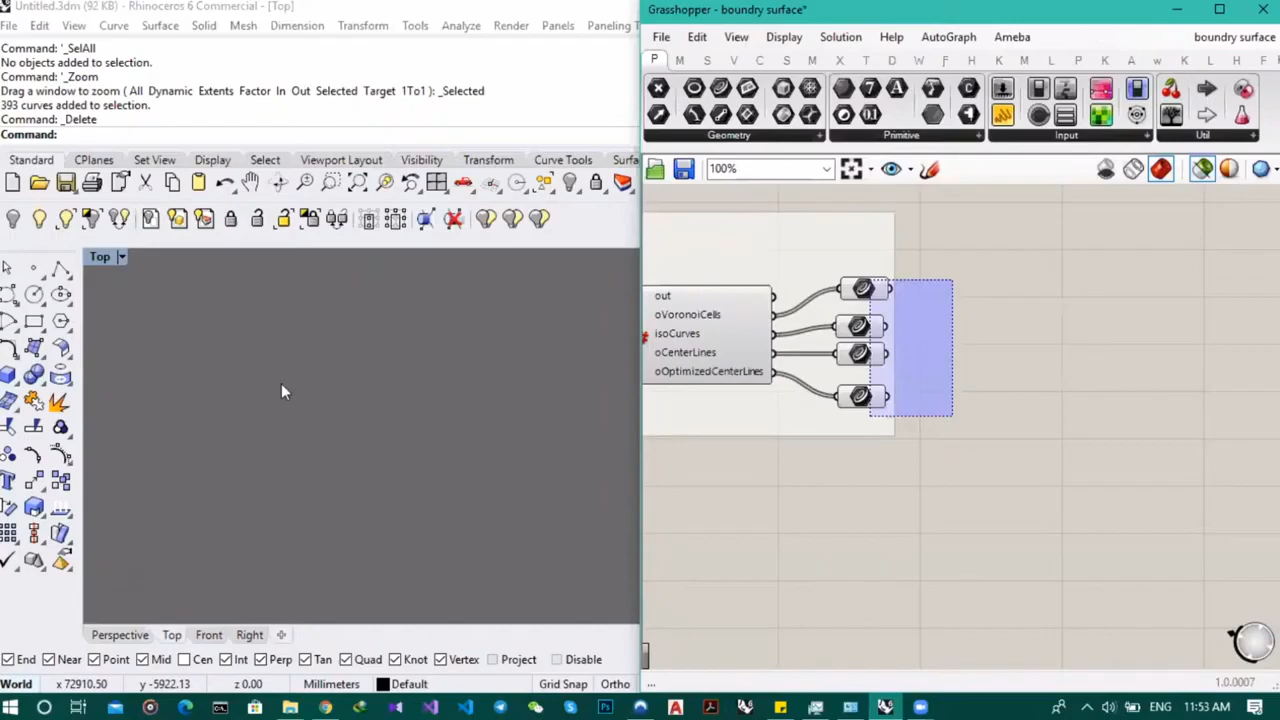 Untitled.3dm (92 KB) - Rhinoceros 6 Commercial - [Top]
File Edit View Curve Surface Solid Mesh Dimension Transform Tools Analyze Render Panels Paneling T
Command: '_SelAll
No objects added to selection.
Command: '_Zoom
Drag a window to zoom ( All Dynamic Extents Factor In Out Selected Target 1To1 ): _Selected
393 curves added to selection.
Command: _Delete
Command:
Standard CPlanes Set View Display Select Viewport Layout Visibility Transform Curve Tools Surfa
Top
Perspective Top Front Right
End Near Point Mid Cen Int Perp Tan Quad Knot Vertex Project Disable
World x 72910.50 y -5922.13 z 0.00 Millimeters Default Grid Snap Ortho
Grasshopper - boundry surface*
File Edit View Display Solution Help AutoGraph Ameba boundry surface
P M S V C S M X T D W F H K M K P K A w K G
Geometry Primitive Input Util
100%
out
oVoronoiCells
isoCurves
oCenterLines
oOptimizedCenterLines
... 1.0.0007
ENG 11:53 AM